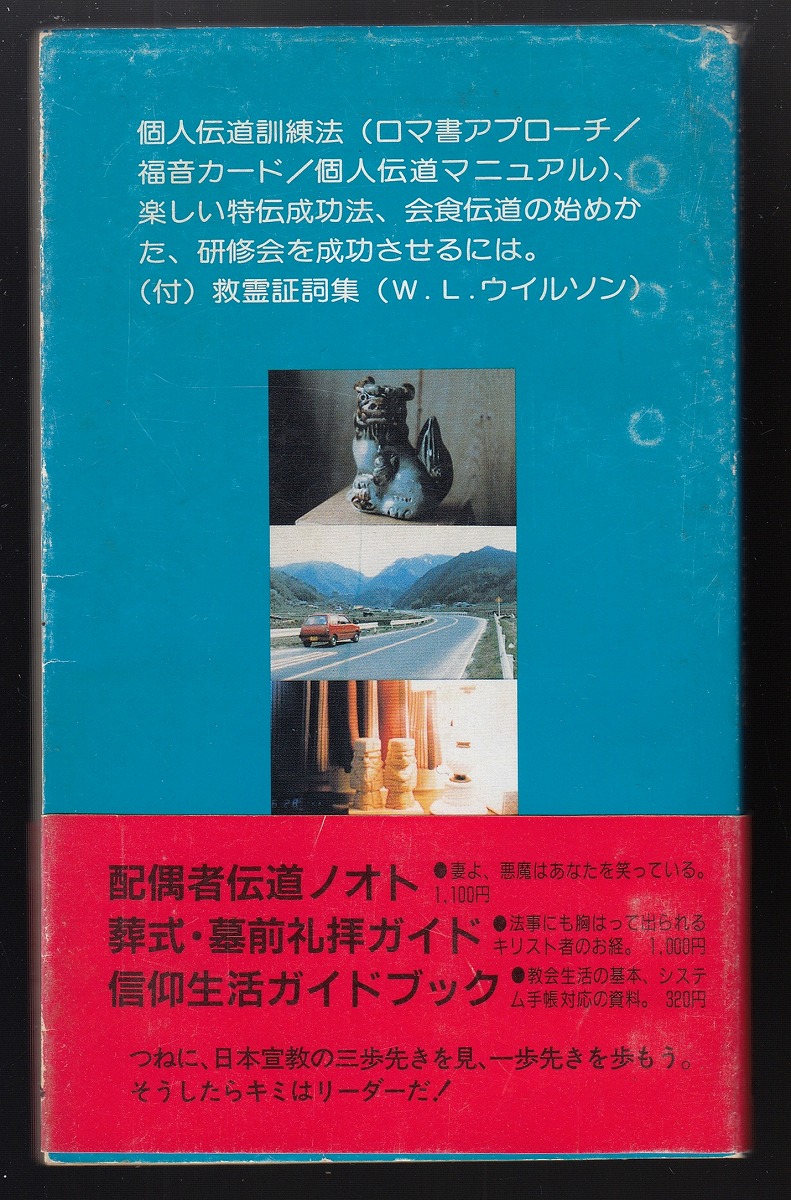 個人伝道訓練法(ロマ書アプローチ/
福音カード/個人伝道マニュアル)、
楽しい特伝成功法、会食伝道の始めか
た、研修会を成功させるには。
(付)救霊証詞集(W.L.ウイルソン)
配偶者伝道ノオト ●妻よ、悪魔はあなたを笑っている。
1,100円
葬式・墓前礼拝ガイド ●法事にも胸はって出られる
キリスト者のお経。 1,000円
信仰生活ガイドブック ●教会生活の基本、システ
ム手帳対応の資料。 320円
つねに、日本宣教の三歩先きを見、一歩先きを歩もう。
そうしたらキミはリーダーだ!